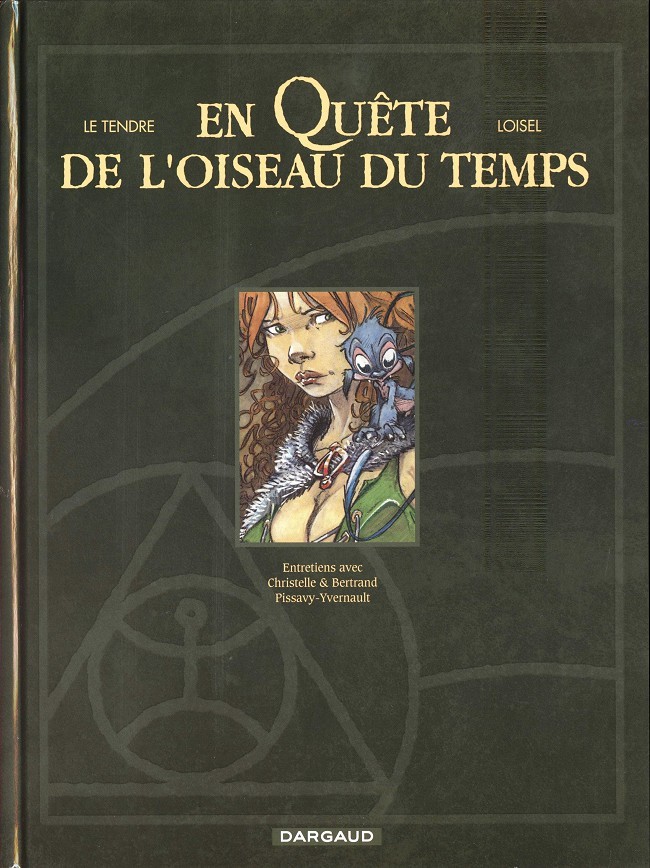 LE TENDRE
EN QUÊTE
LOISEL
DE L'OISEAU DU TEMPS
Entretiens avec
Christelle & Bertrand
Pissavy-Yvernault
DARGAUD